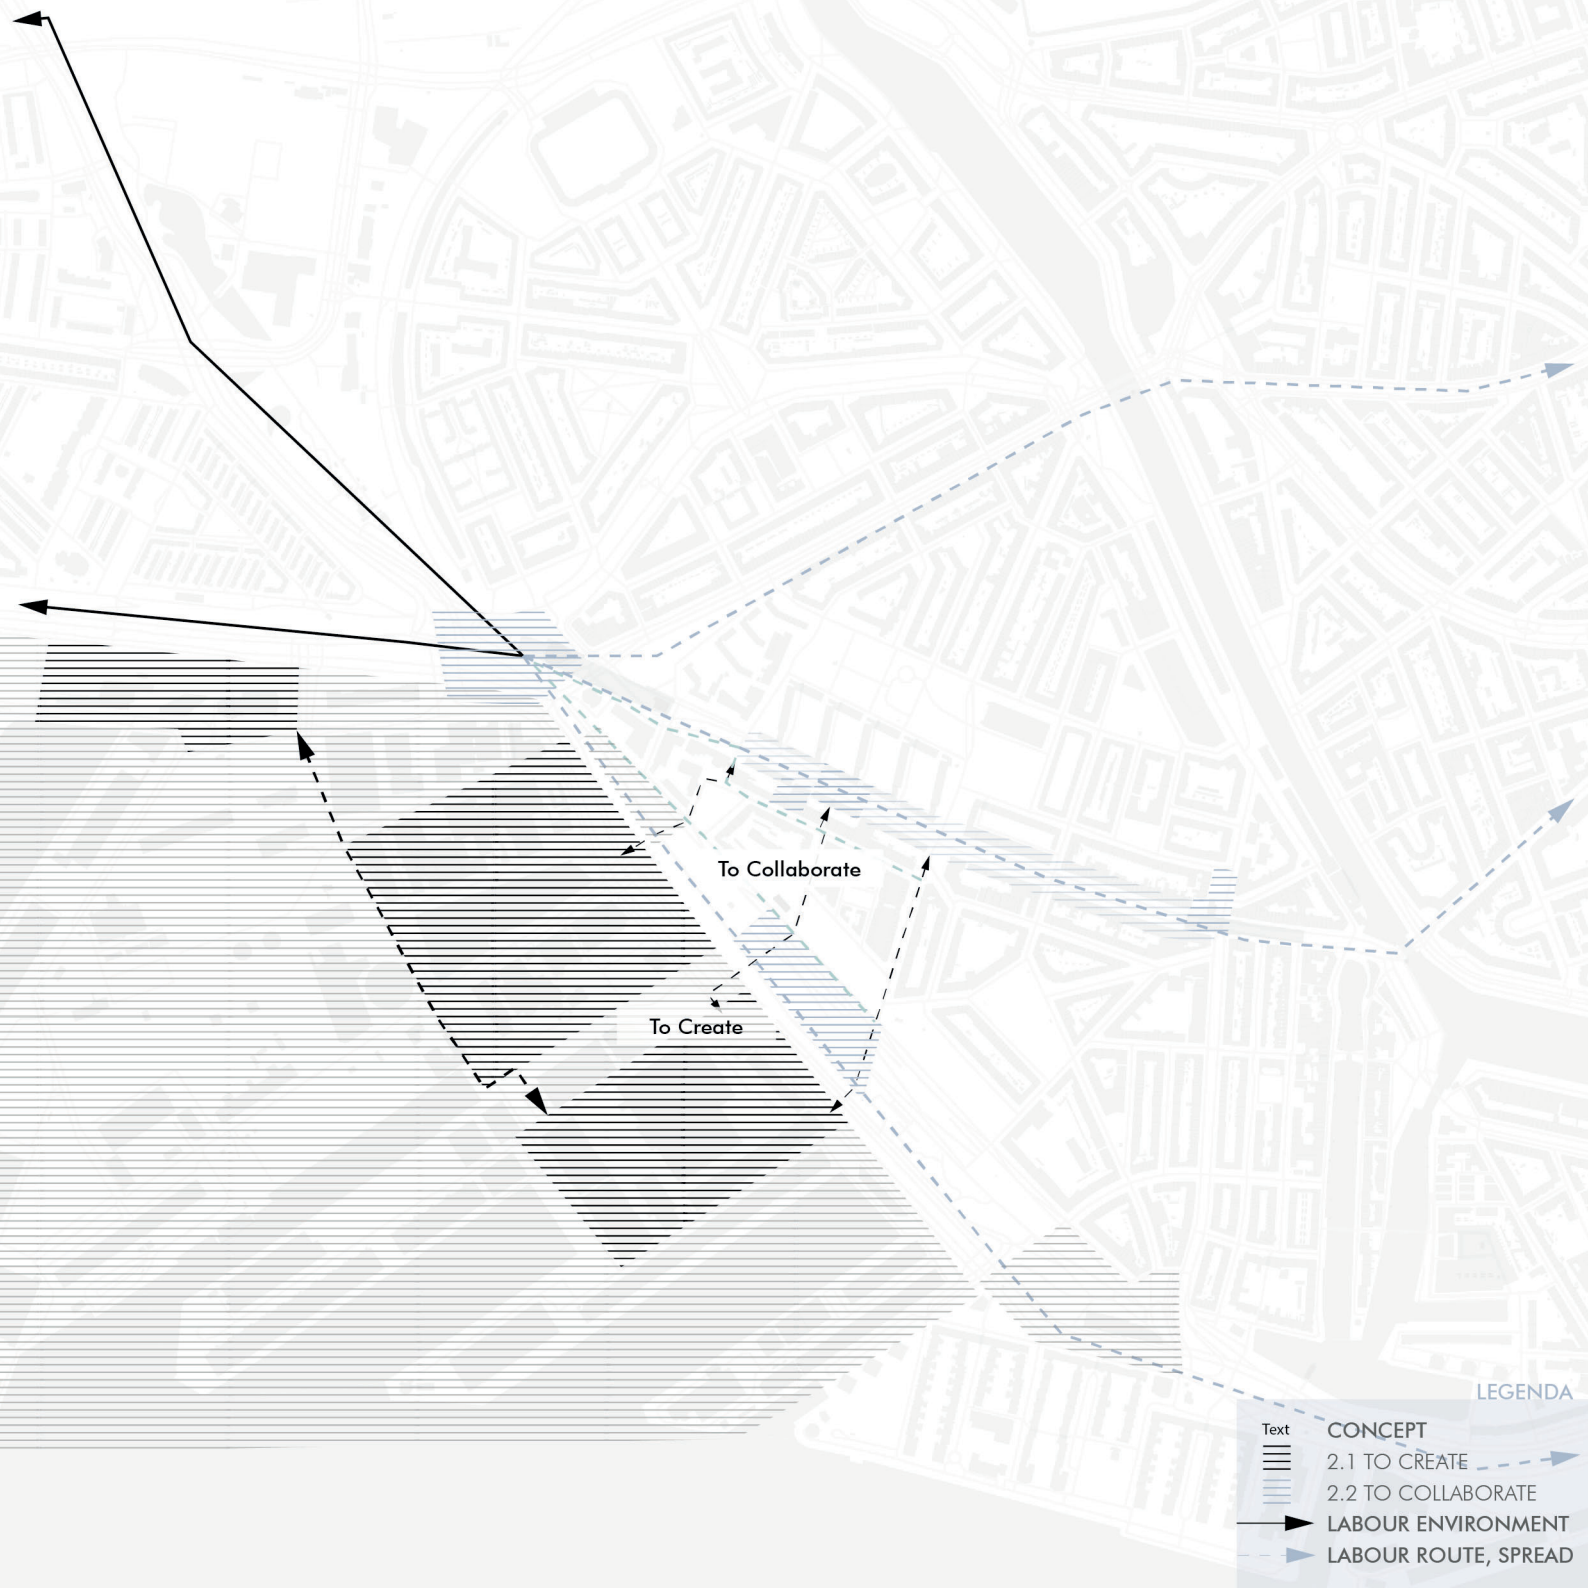 To Collaborate
To Create
LEGENDA
Text CONCEPT
2.1 TO CREATE
2.2 TO COLLABORATE
LABOUR ENVIRONMENT
LABOUR ROUTE, SPREAD